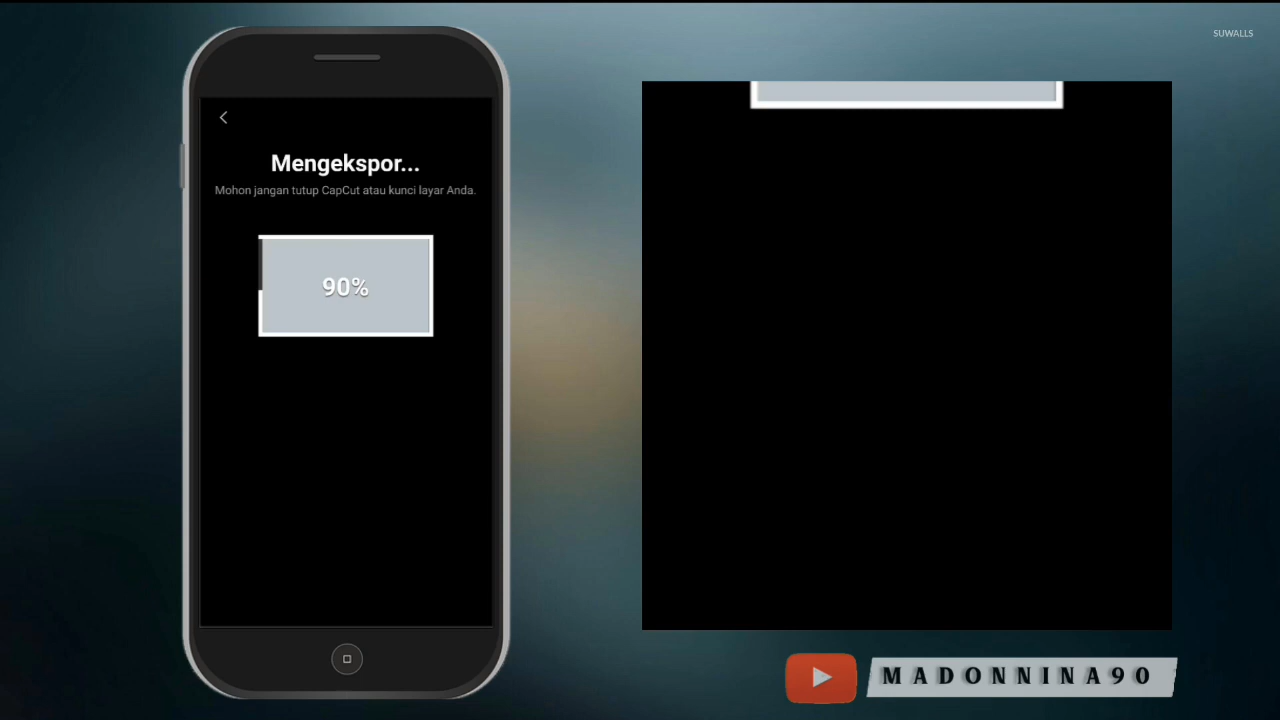 SUWALLS
Mengekspor...
Mohon jangan tutup CapCut atau kunci layar Anda.
90%
MADONNINA90